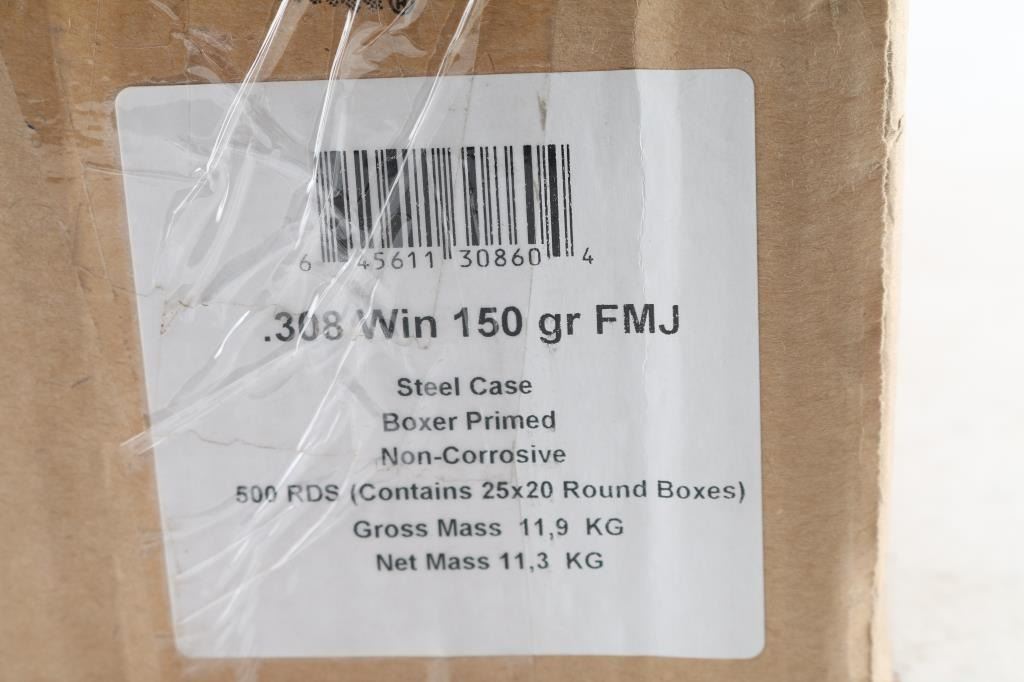 ®
6 45611 30860 4
.308 Win 150 gr FMJ
Steel Case
Boxer Primed
Non-Corrosive
500 RDS (Contains 25x20 Round Boxes)
Gross Mass 11,9 KG
Net Mass 11,3 KG